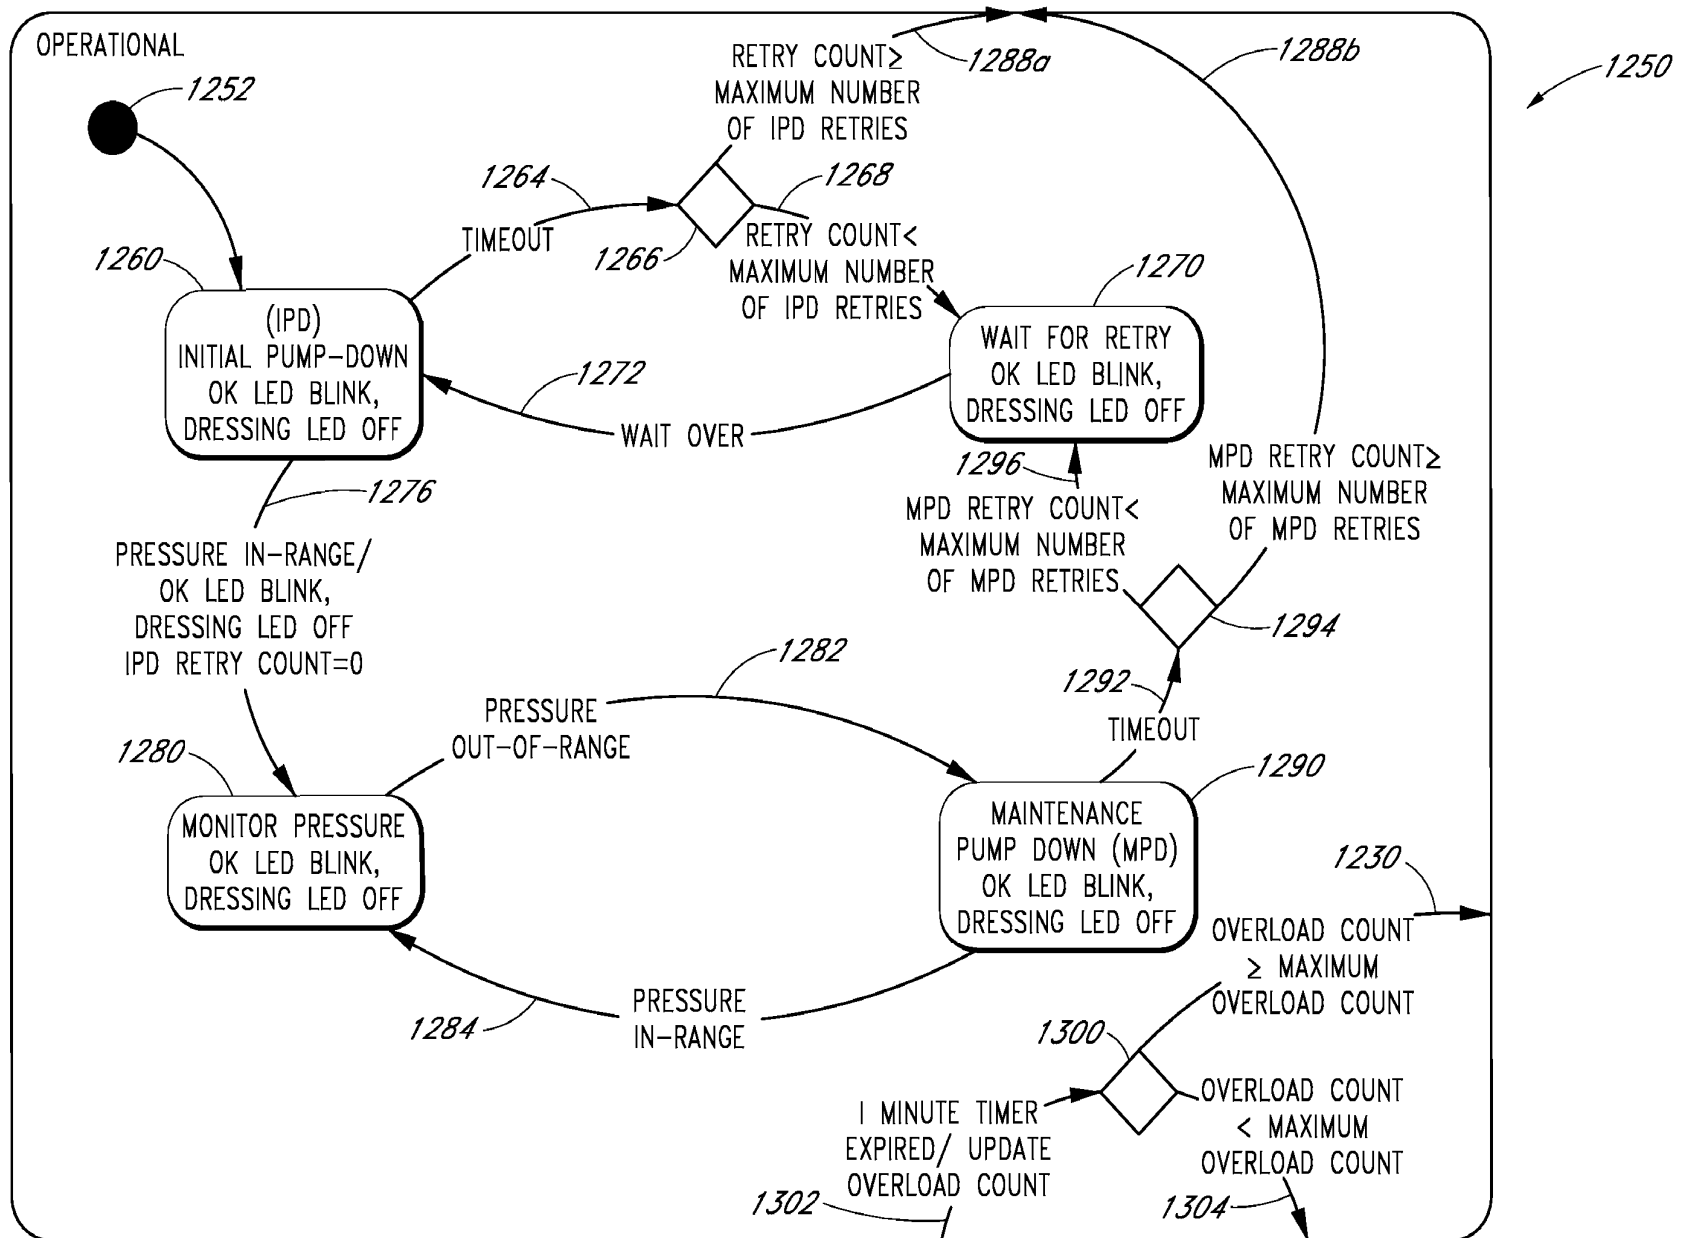 OPERATIONAL
1252
1250
1288a
1288b
RETRY COUNT≥
MAXIMUM NUMBER
OF IPD RETRIES
1264
1268
TIMEOUT
1266
RETRY COUNT<
MAXIMUM NUMBER
OF IPD RETRIES
1260
(IPD)
INITIAL PUMP-DOWN
OK LED BLINK,
DRESSING LED OFF
1270
WAIT FOR RETRY
OK LED BLINK,
DRESSING LED OFF
1272
WAIT OVER
1276
PRESSURE IN-RANGE/
OK LED BLINK,
DRESSING LED OFF
IPD RETRY COUNT=0
1296
MPD RETRY COUNT<
MAXIMUM NUMBER
OF MPD RETRIES
MPD RETRY COUNT≥
MAXIMUM NUMBER
OF MPD RETRIES
1294
1292
TIMEOUT
1282
PRESSURE
OUT-OF-RANGE
1280
MONITOR PRESSURE
OK LED BLINK,
DRESSING LED OFF
1290
MAINTENANCE
PUMP DOWN (MPD)
OK LED BLINK,
DRESSING LED OFF
1284
PRESSURE
IN-RANGE
1230
OVERLOAD COUNT
≥ MAXIMUM
OVERLOAD COUNT
1300
1 MINUTE TIMER
EXPIRED/ UPDATE
OVERLOAD COUNT
1302
OVERLOAD COUNT
< MAXIMUM
OVERLOAD COUNT
1304